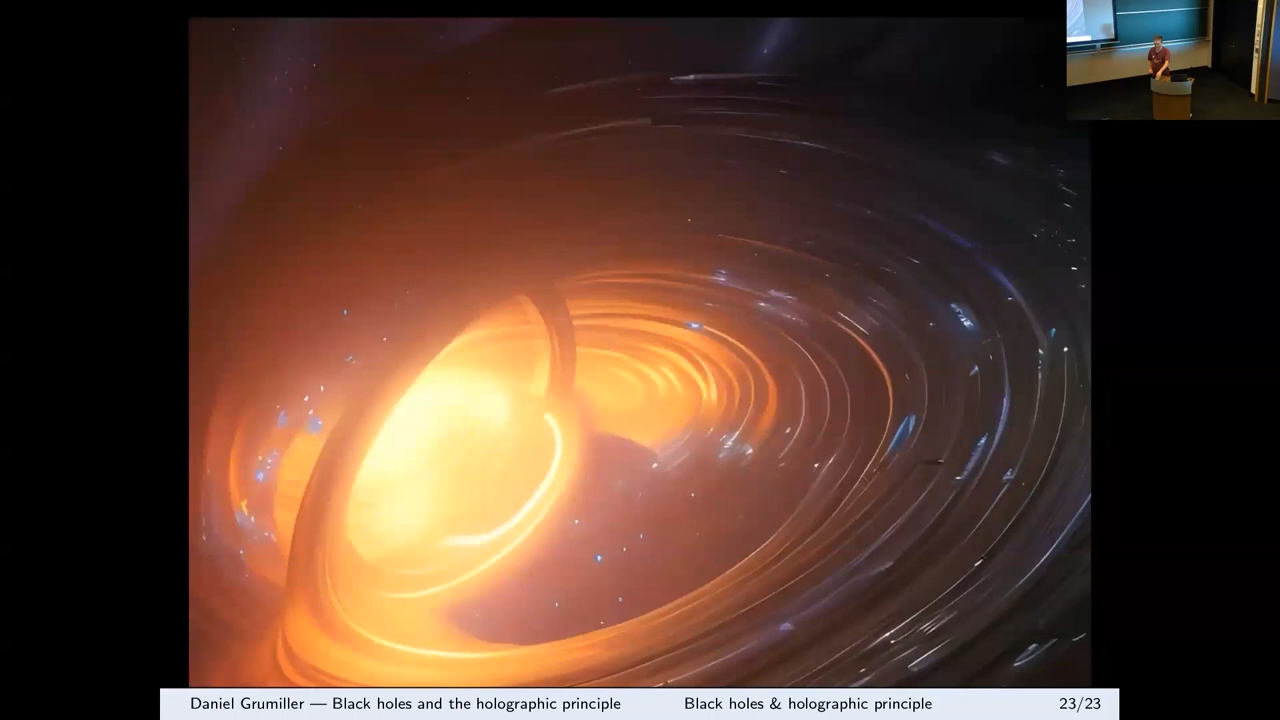 Daniel Grumiller — Black holes and the holographic principle Black holes & holographic principle 23/23